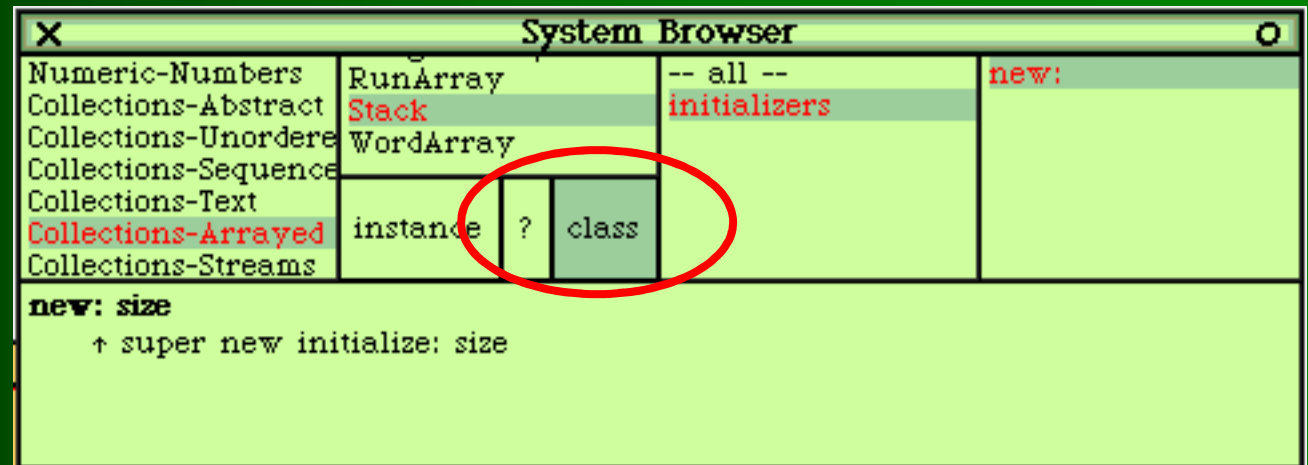 X System Browser O
Numeric-Numbers
Collections-Abstract
Collections-Unordere
Collections-Sequence
Collections-Text
Collections-Arrayed
Collections-Streams
RunArray
Stack
WordArray
instance ? class
-- all --
initializers
new:
new: size
↑ super new initialize: size